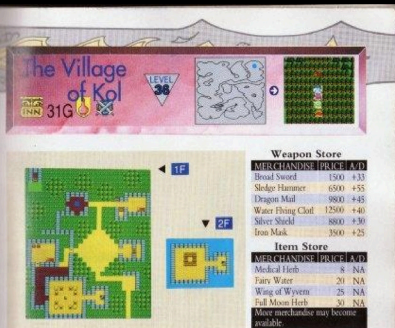 The Village
of Kol
INN 31G
LEVEL
36
1F
2F
Weapon Store
MERCHANDISE PRICE A/D
Broad Sword 1500 +33
Sledge Hammer 6500 +55
Dragon Mail 9800 +45
Water Flying Clotl 12500 +40
Silver Shield 8800 +30
Iron Mask 3500 +25
Item Store
MERCHANDISE PRICE A/D
Medical Herb 8 NA
Fairy Water 20 NA
Wing of Wyvern 25 NA
Full Moon Herb 30 NA
More merchandise may become
available.